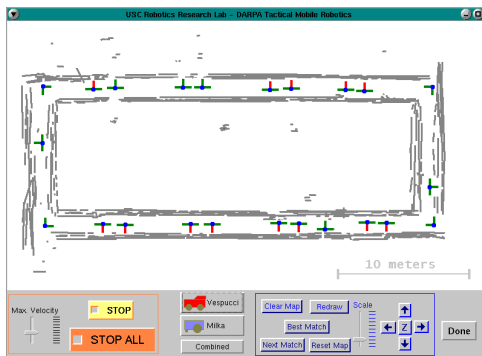 USC Robotics Research Lab - DARPA Tactical Mobile Robotics
10 meters
Max. Velocity
STOP
STOP ALL
Vespucci
Milka
Combined
Clear Map
Redraw
Scale
Best Match
Z
Next Match
Reset Map
Done